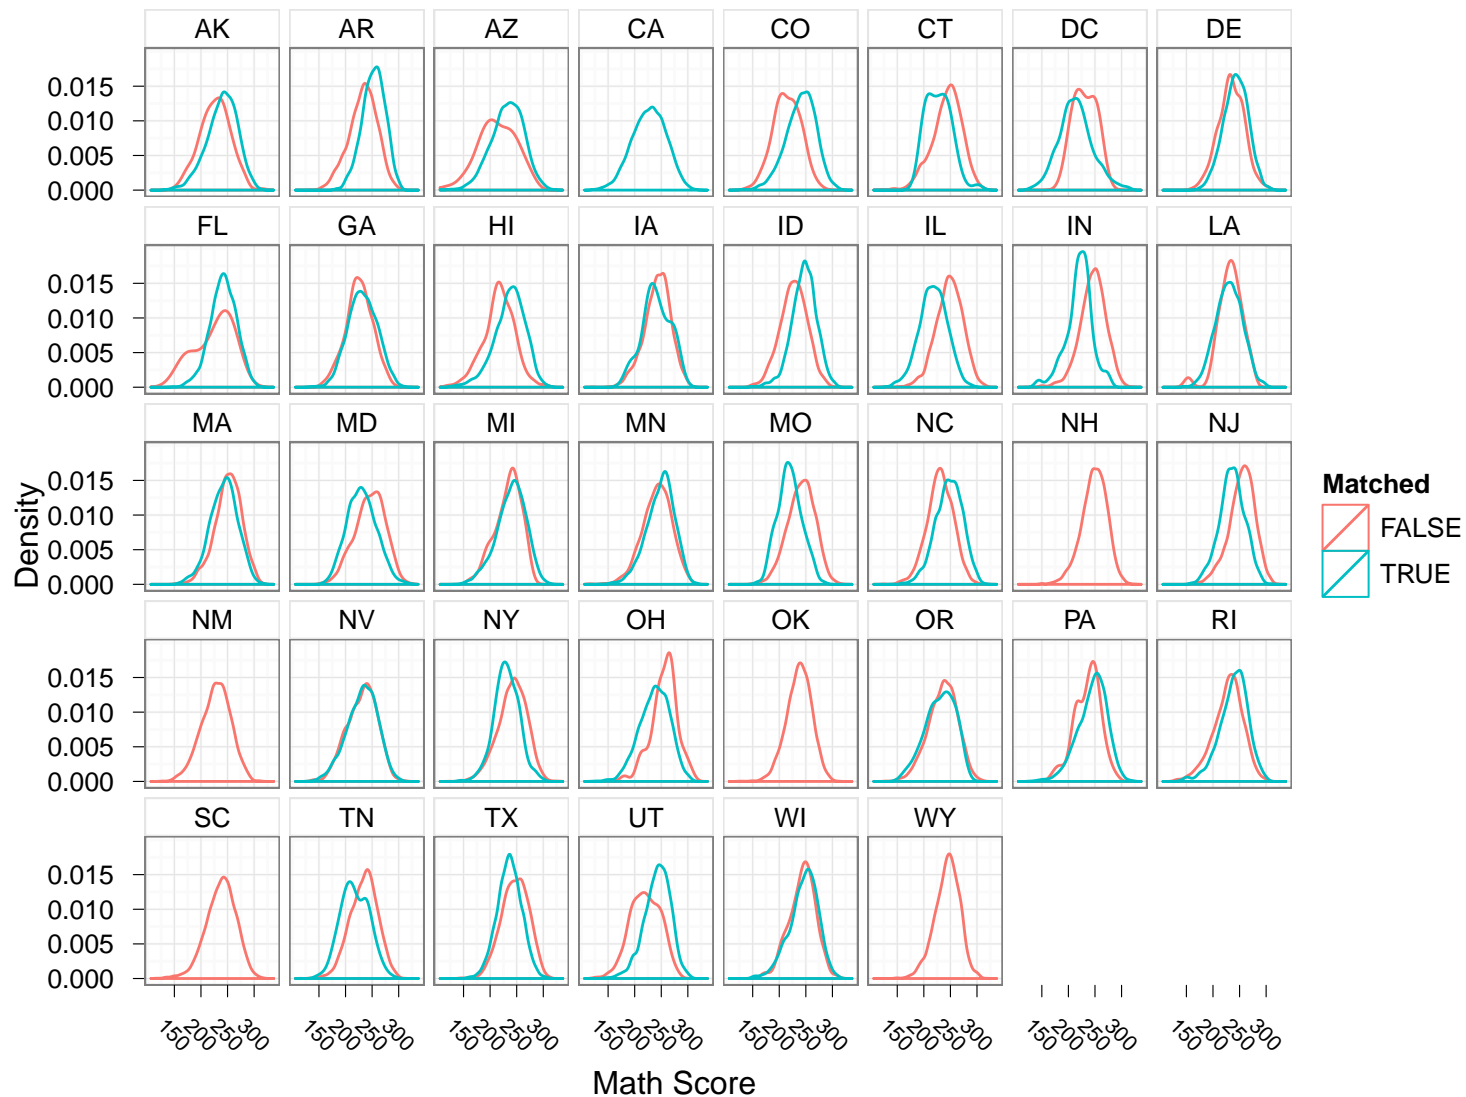 AK AR AZ CA CO CT DC DE
0.015
0.010
0.005
0.000
FL GA HI IA ID IL IN LA
0.015
0.010
0.005
0.000
MA MD MI MN MO NC NH NJ
0.015
0.010
0.005
0.000
NM NV NY OH OK OR PA RI
0.015
0.010
0.005
0.000
SC TN TX UT WI WY
0.015
0.010
0.005
0.000
150 200 250 300 150 200 250 300 150 200 250 300 150 200 250 300 150 200 250 300 150 200 250 300 150 200 250 300 150 200 250 300
Math Score
Density
Matched
FALSE
TRUE